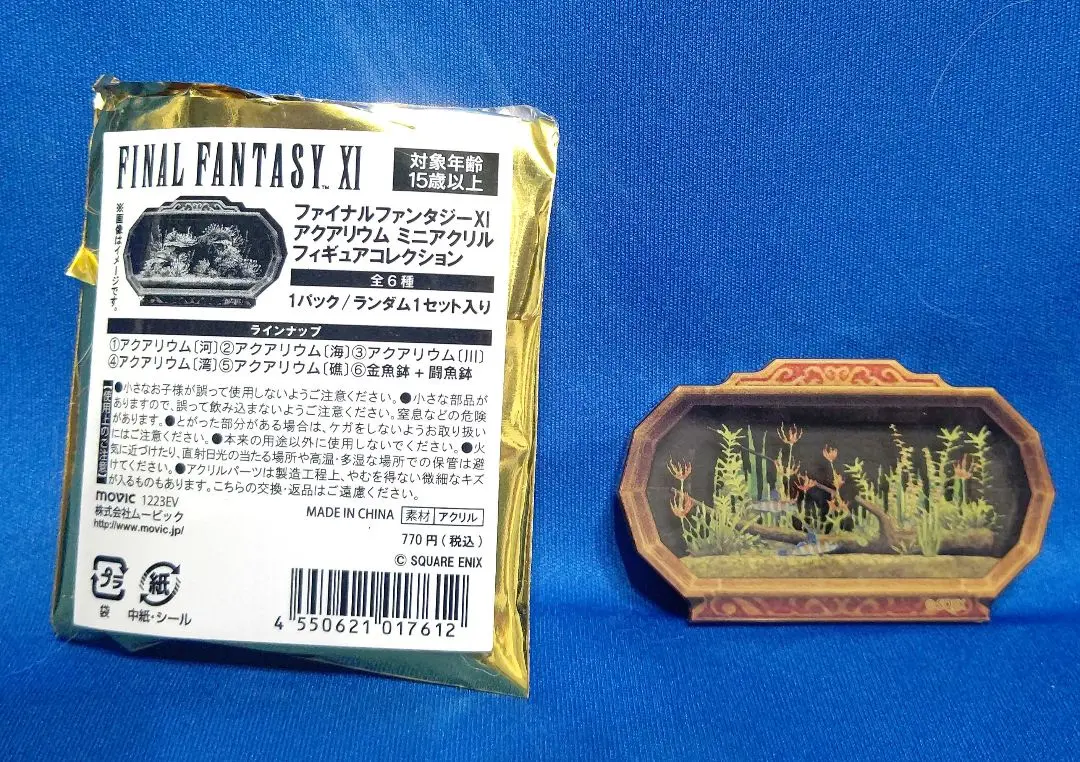 FINAL FANTASY XI
TM
対象年齢
15歳以上
※画像はイメージです。
ファイナルファンタジーXI
アクアリウム ミニアクリル
フィギュアコレクション
全6種
1パック/ランダム1セット入り
ラインナップ
①アクアリウム〔河〕②アクアリウム〔海〕③アクアリウム〔川〕
④アクアリウム〔湾〕⑤アクアリウム〔礁〕⑥金魚鉢+闘魚鉢
【使用上のご注意】
●小さなお子様が誤って使用しないようご注意ください。●小さな部品が
ありますので、誤って飲み込まないようご注意ください。窒息などの危険
があります。●とがった部分がある場合は、ケガをしないようお取り扱い
にはご注意ください。●本来の用途以外に使用しないでください。●火
気に近づけたり、直射日光の当たる場所や高温・多湿な場所での保管は避
けてください。●アクリルパーツは製造工程上、やむを得ない微細なキズ
が入るものもあります。こちらの交換・返品はご遠慮ください。
movic 1223EV
株式会社ムービック
http://www.movic.jp/
MADE IN CHINA 素材 アクリル
770円(税込)
© SQUARE ENIX
プラ
袋
紙
中紙・シール
4 550621 017612